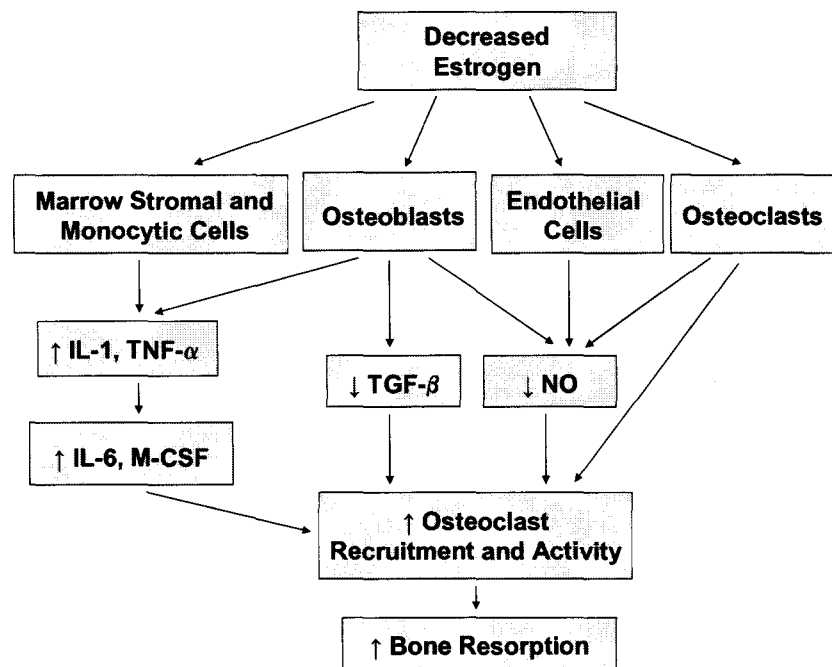 Decreased
Estrogen
Marrow Stromal and
Monocytic Cells
Osteoblasts
Endothelial
Cells
Osteoclasts
↑ IL-1, TNF-α
↓ TGF-β
↓ NO
↑ IL-6, M-CSF
↑ Osteoclast
Recruitment and Activity
↑ Bone Resorption